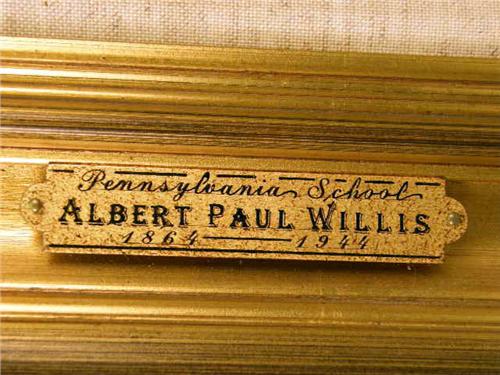 Pennsylvania School
ALBERT PAUL WILLIS
1864 — 1944